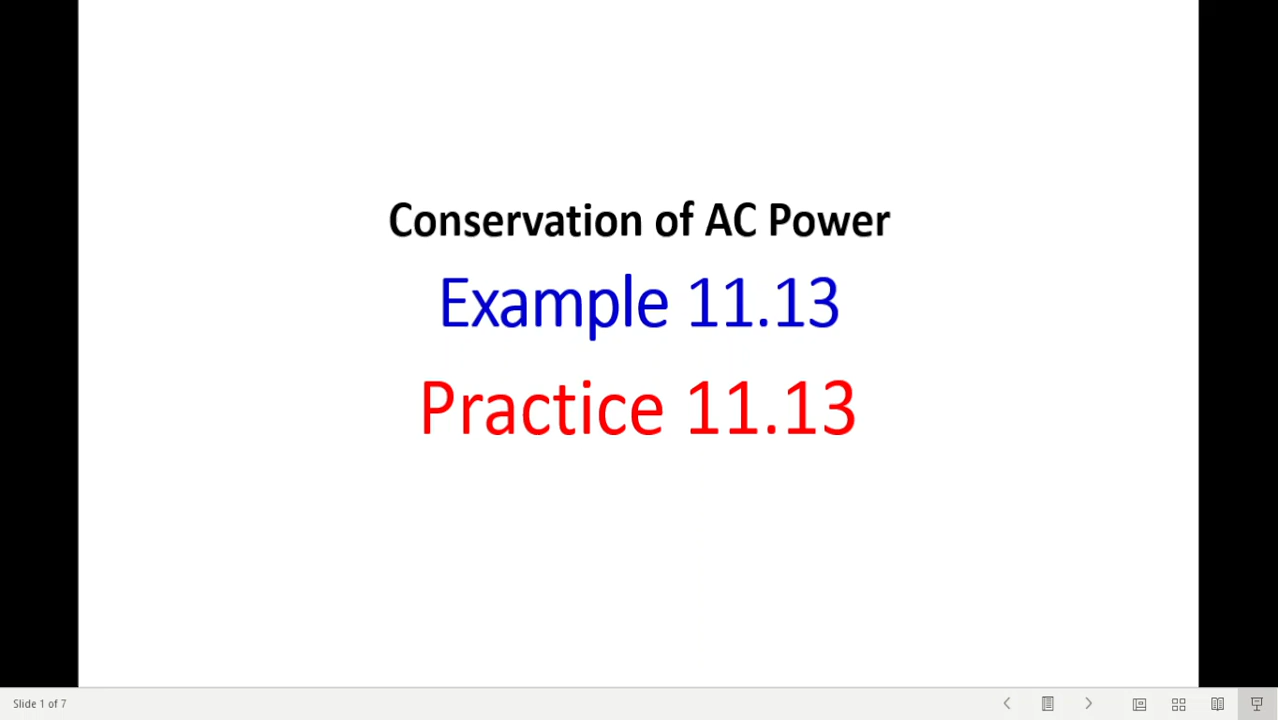 Conservation of AC Power
Example 11.13
Practice 11.13
Slide 1 of 7